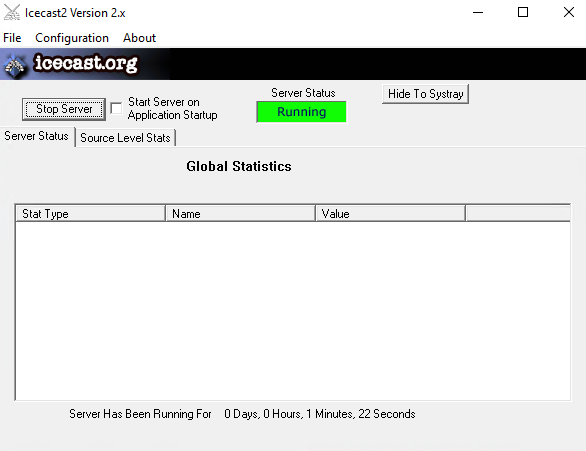 Icecast2 Version 2.x
File Configuration About
icecast.org
Stop Server
Start Server on
Application Startup
Server Status
Running
Hide To Systray
Server Status Source Level Stats
Global Statistics
Stat Type Name Value
Server Has Been Running For 0 Days, 0 Hours, 1 Minutes, 22 Seconds